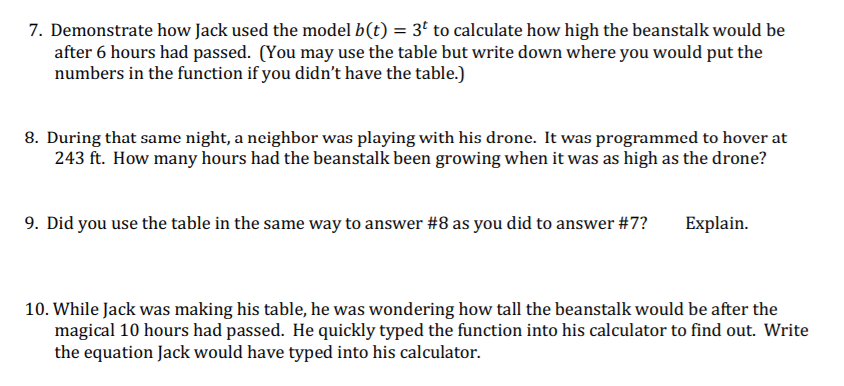 7. Demonstrate how Jack used the model b(t) = 3ᵗ to calculate how high the beanstalk would be
after 6 hours had passed. (You may use the table but write down where you would put the
numbers in the function if you didn't have the table.)
8. During that same night, a neighbor was playing with his drone. It was programmed to hover at
243 ft. How many hours had the beanstalk been growing when it was as high as the drone?
9. Did you use the table in the same way to answer #8 as you did to answer #7? Explain.
10. While Jack was making his table, he was wondering how tall the beanstalk would be after the
magical 10 hours had passed. He quickly typed the function into his calculator to find out. Write
the equation Jack would have typed into his calculator.